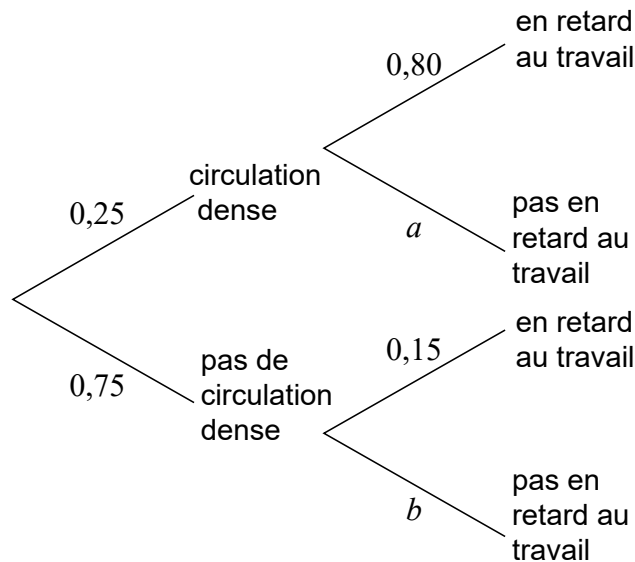 en retard
au travail
0,80
circulation
dense
0,25
a
pas en
retard au
travail
en retard
au travail
0,15
pas de
circulation
dense
0,75
b
pas en
retard au
travail